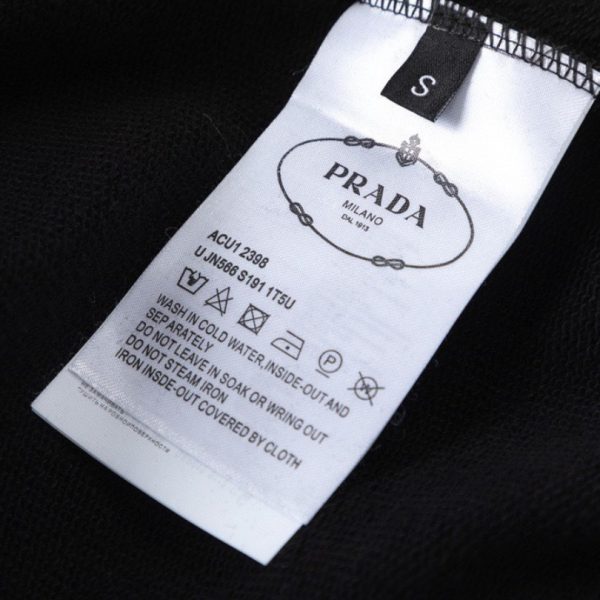 S
PRADA
MILANO
DAL 1913
ACU1 2398
U JN566 S191 1T5U
P
WASH IN COLD WATER, INSIDE-OUT AND
SEPARATELY
DO NOT LEAVE IN SOAK OR WRING OUT
DO NOT STEAM IRON
IRON INSDE-OUT COVERED BY CLOTH